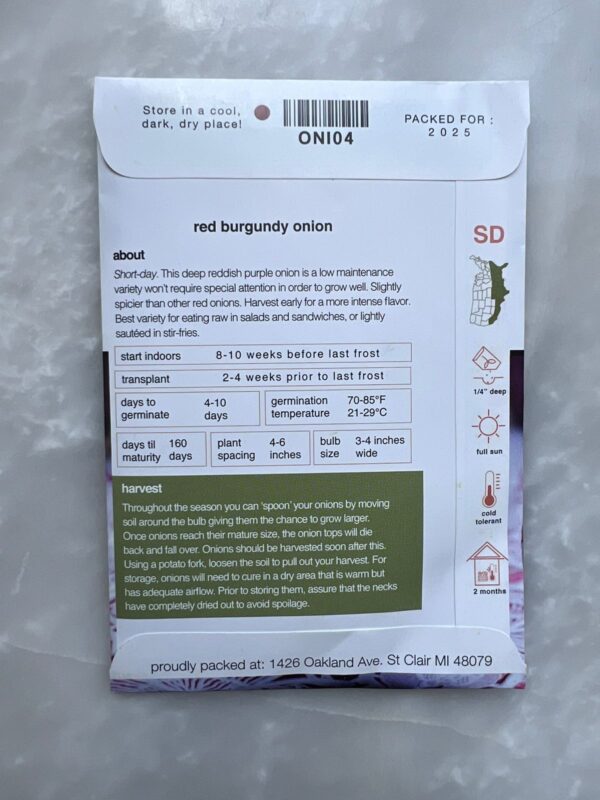 Store in a cool,
dark, dry place!
ONI04
PACKED FOR :
2025
red burgundy onion
SD
about
Short-day. This deep reddish purple onion is a low maintenance
variety won't require special attention in order to grow well. Slightly
spicier than other red onions. Harvest early for a more intense flavor.
Best variety for eating raw in salads and sandwiches, or lightly
sautéed in stir-fries.
start indoors 8-10 weeks before last frost
transplant 2-4 weeks prior to last frost
days to 4-10
germinate days
germination 70-85°F
temperature 21-29°C
days til 160
maturity days
plant 4-6
spacing inches
bulb 3-4 inches
size wide
1/4" deep
full sun
cold
tolerant
2 months
harvest
Throughout the season you can 'spoon' your onions by moving
soil around the bulb giving them the chance to grow larger.
Once onions reach their mature size, the onion tops will die
back and fall over. Onions should be harvested soon after this.
Using a potato fork, loosen the soil to pull out your harvest. For
storage, onions will need to cure in a dry area that is warm but
has adequate airflow. Prior to storing them, assure that the necks
have completely dried out to avoid spoilage.
proudly packed at: 1426 Oakland Ave. St Clair MI 48079